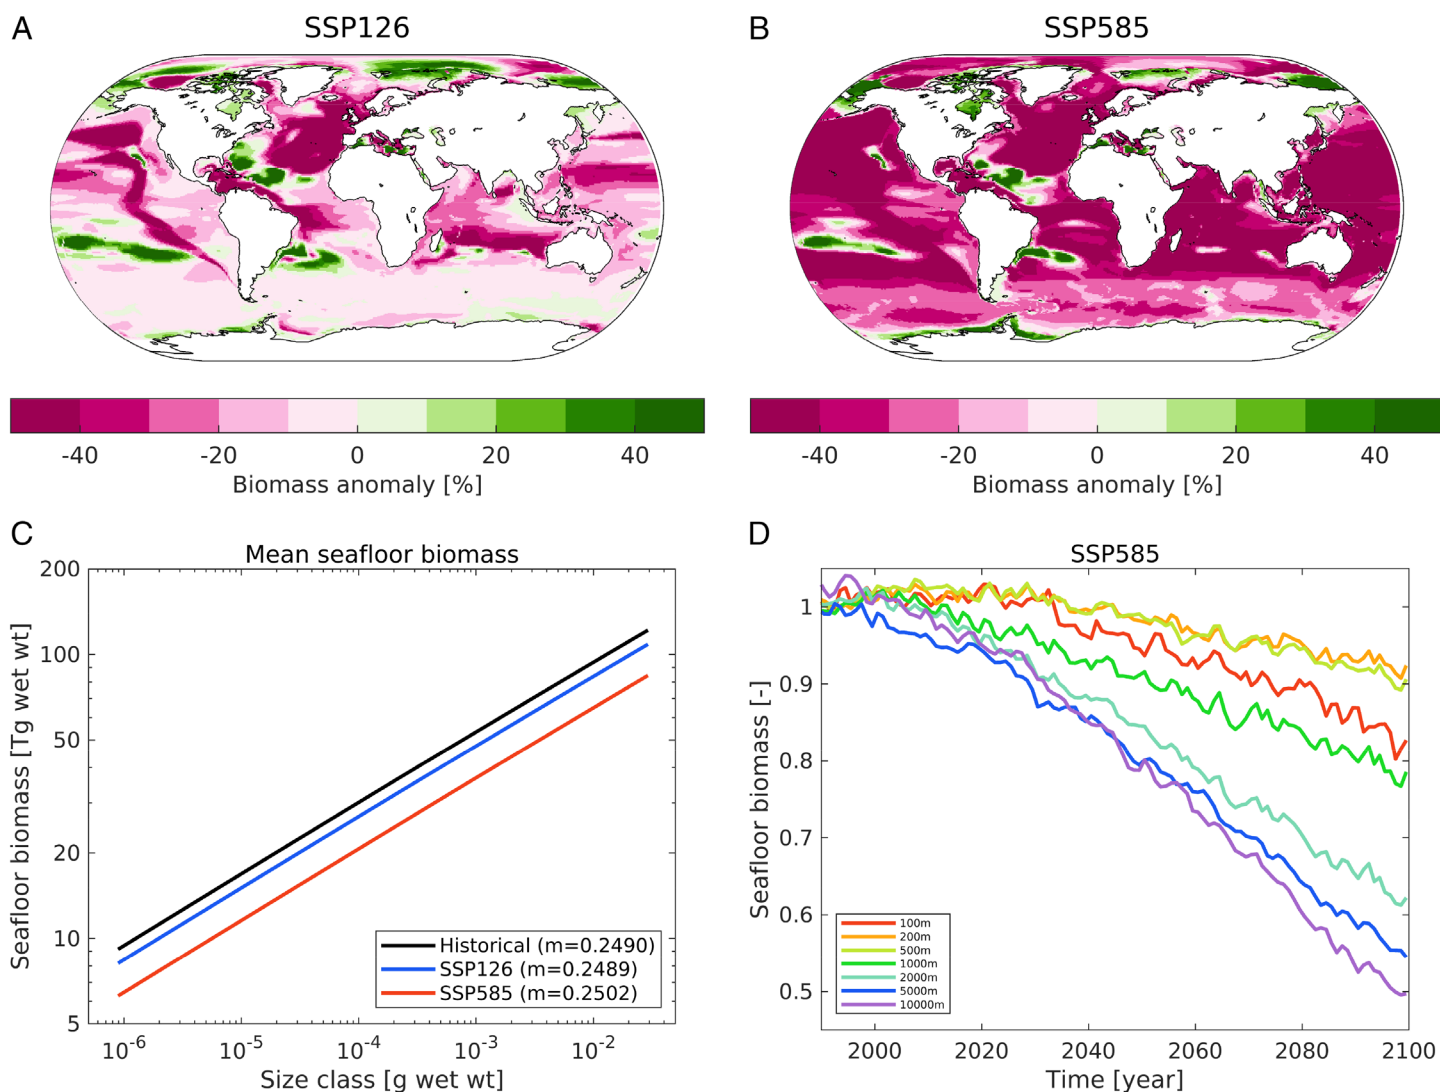 A
SSP126
B
SSP585
-40 -20 0 20 40
Biomass anomaly [%]
-40 -20 0 20 40
Biomass anomaly [%]
C
Mean seafloor biomass
200
100
50
20
10
5
Seafloor biomass [Tg wet wt]
Historical (m=0.2490)
SSP126 (m=0.2489)
SSP585 (m=0.2502)
10-6 10-5 10-4 10-3 10-2
Size class [g wet wt]
D
SSP585
1
0.9
0.8
0.7
0.6
0.5
Seafloor biomass [-]
100m
200m
500m
1000m
2000m
5000m
10000m
2000 2020 2040 2060 2080 2100
Time [year]